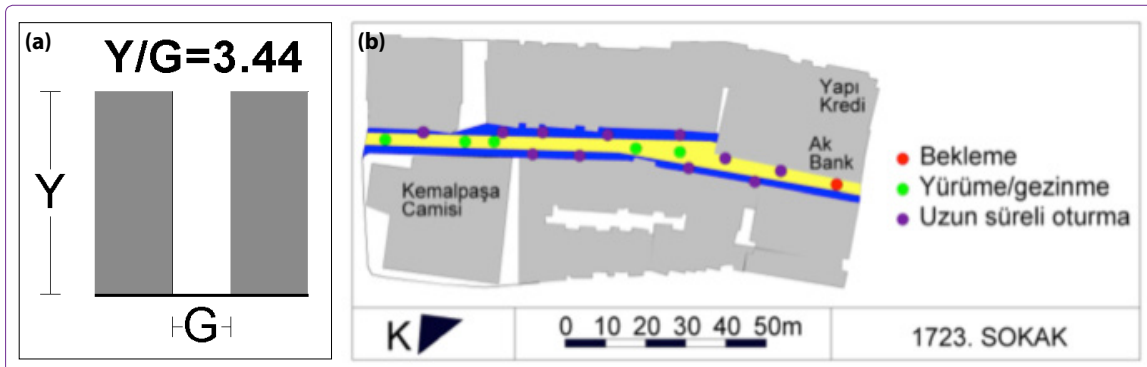 (a)
Y/G=3.44
Y
G
(b)
Yapı
Kredi
Ak
Bank
Kemalpaşa
Camisi
Bekleme
Yürüme/gezinme
Uzun süreli oturma
K
0 10 20 30 40 50m
1723. SOKAK